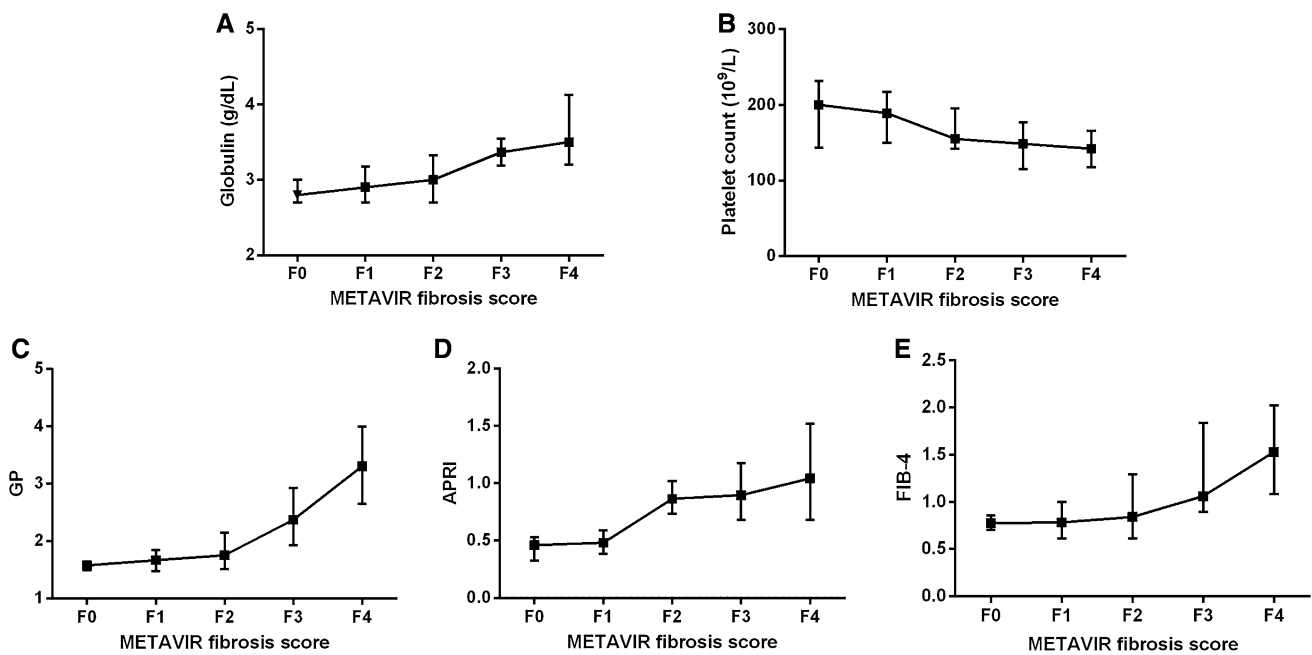 A
Globulin (g/dL)
5
4
3
2
F0 F1 F2 F3 F4
METAVIR fibrosis score
B
Platelet count (10⁹/L)
300
200
100
0
F0 F1 F2 F3 F4
METAVIR fibrosis score
C
GP
5
4
3
2
1
F0 F1 F2 F3 F4
METAVIR fibrosis score
D
APRI
2.0
1.5
1.0
0.5
0.0
F0 F1 F2 F3 F4
METAVIR fibrosis score
E
FIB-4
2.5
2.0
1.5
1.0
0.5
0.0
F0 F1 F2 F3 F4
METAVIR fibrosis score